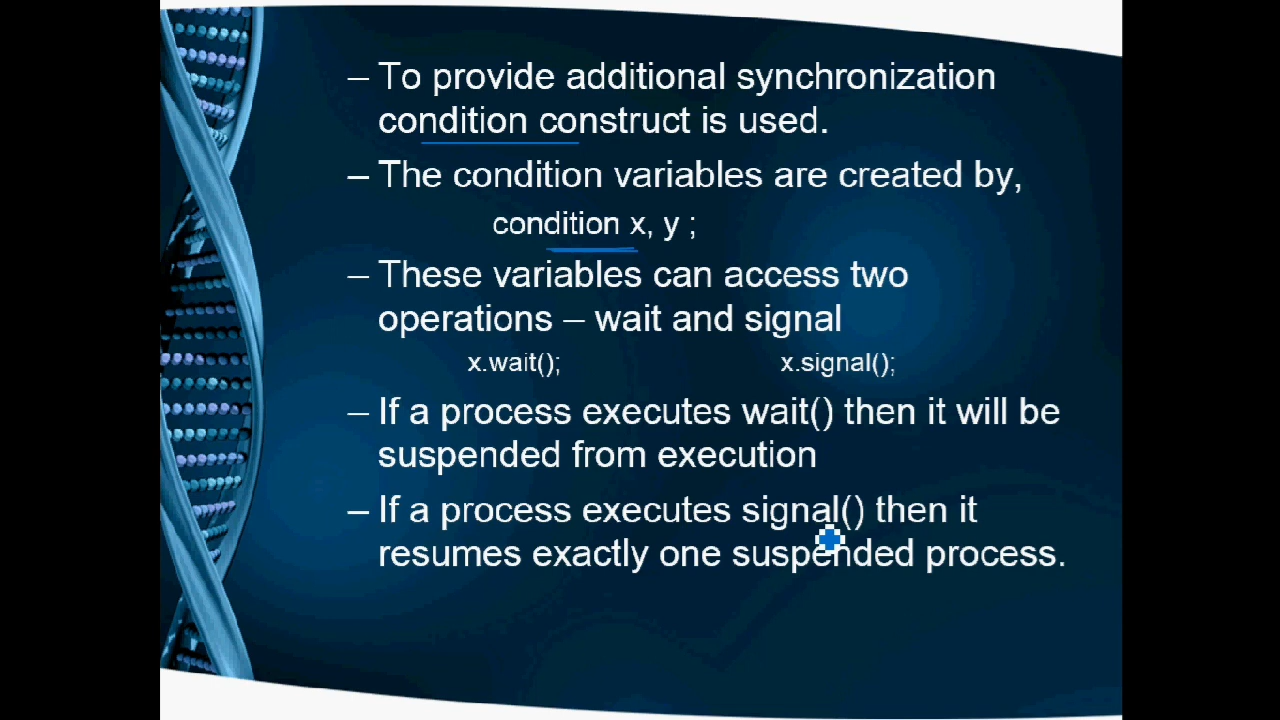 – To provide additional synchronization
condition construct is used.
– The condition variables are created by,
condition x, y ;
– These variables can access two
operations – wait and signal
x.wait(); x.signal();
– If a process executes wait() then it will be
suspended from execution
– If a process executes signal() then it
resumes exactly one suspended process.